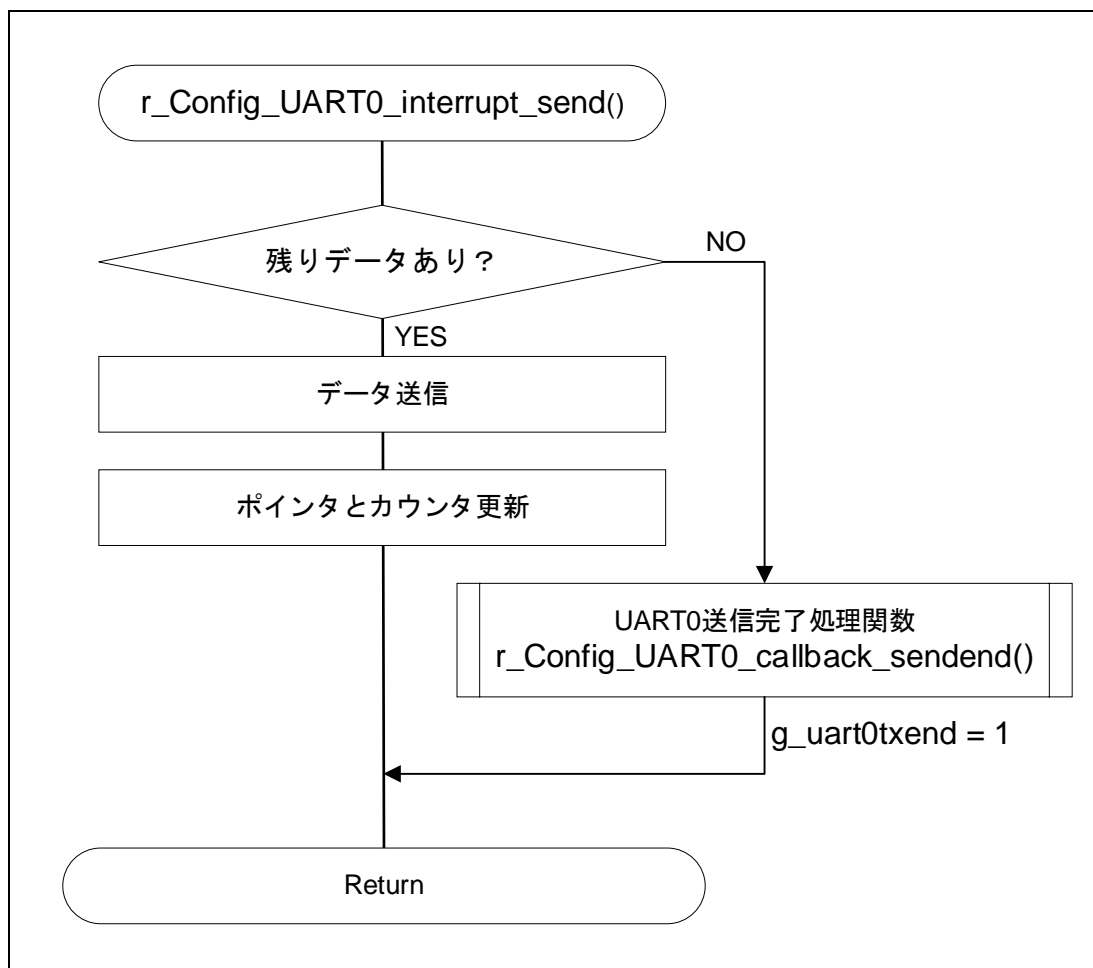 r_Config_UART0_interrupt_send()
残りデータあり？
NO
YES
データ送信
ポインタとカウンタ更新
UART0送信完了処理関数
r_Config_UART0_callback_sendend()
g_uart0txend = 1
Return